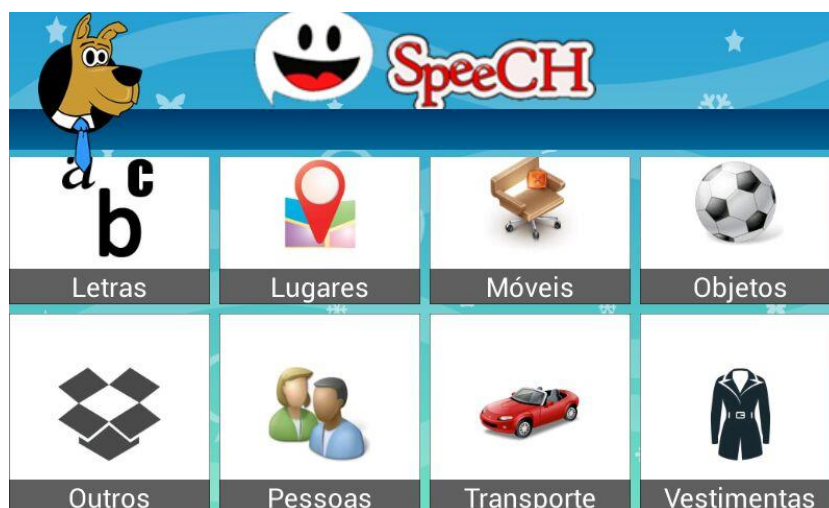 SpeeCH
a b c
Letras Lugares Móveis Objetos
Outros Pessoas Transporte Vestimentas